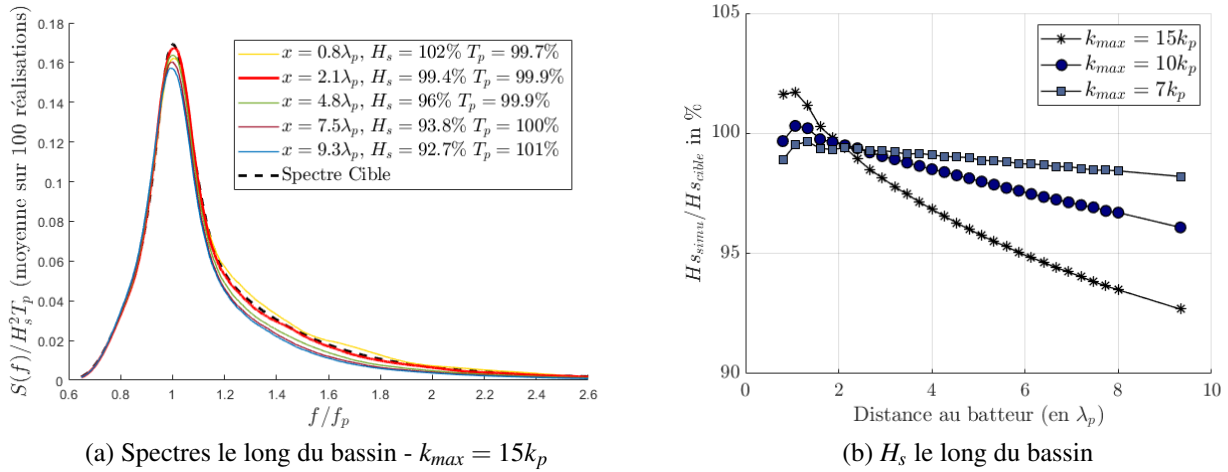 S(f)/H_s^2T_p (moyenne sur 100 réalisations)
0.18
0.16
0.14
0.12
0.10
0.08
0.06
0.04
0.02
0
0.6 0.8 1 1.2 1.4 1.6 1.8 2 2.2 2.4 2.6
f/f_p
x = 0.8λ_p, H_s = 102% T_p = 99.7%
x = 2.1λ_p, H_s = 99.4% T_p = 99.9%
x = 4.8λ_p, H_s = 96% T_p = 99.9%
x = 7.5λ_p, H_s = 93.8% T_p = 100%
x = 9.3λ_p, H_s = 92.7% T_p = 101%
Spectre Cible
(a) Spectres le long du bassin - k_max = 15k_p
Hs_simu/Hs_cible in %
105
100
95
90
0 2 4 6 8 10
Distance au batteur (en λ_p)
k_max = 15k_p
k_max = 10k_p
k_max = 7k_p
(b) H_s le long du bassin